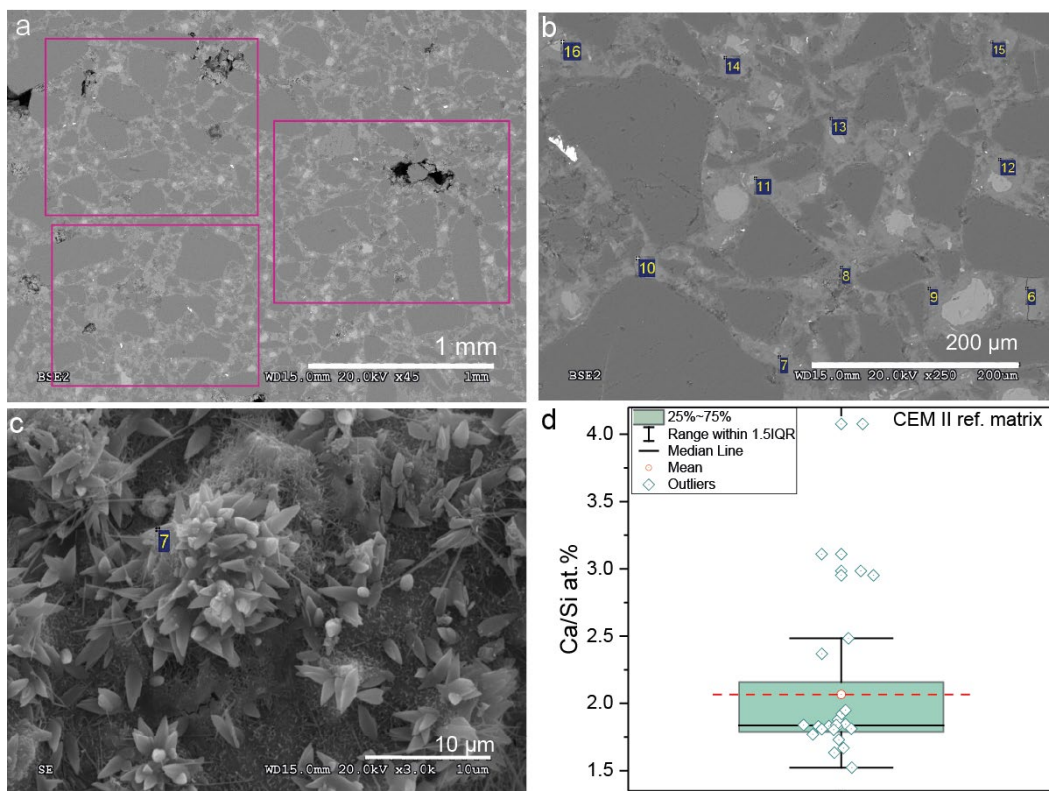 a
1 mm
BSE2 WD15.0mm 20.0kV x45 1mm
b
16
14
15
13
12
11
10
8
9
6
7
200 µm
BSE2 WD15.0mm 20.0kV x250 200um
c
7
10 µm
SE WD15.0mm 20.0kV x3.0k 10um
d
CEM II ref. matrix
25%~75%
Range within 1.5IQR
Median Line
Mean
Outliers
Ca/Si at.%
4.0
3.5
3.0
2.5
2.0
1.5